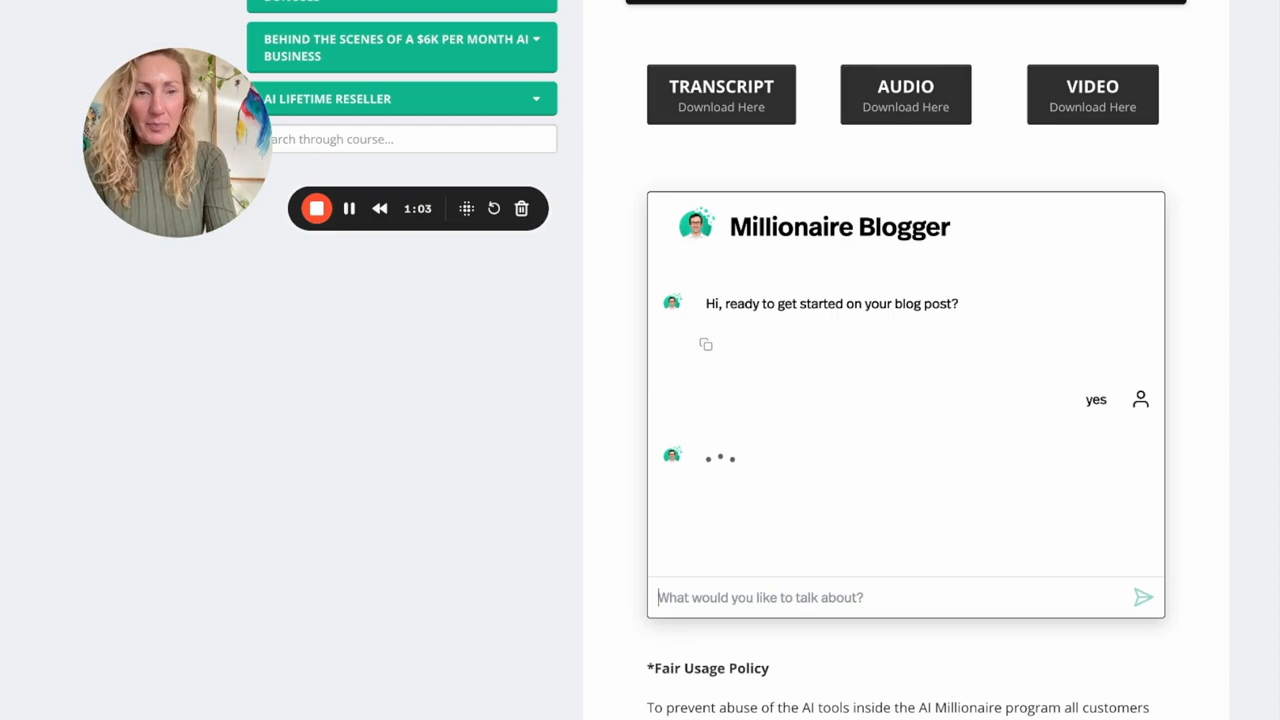 BONUSES
BEHIND THE SCENES OF A $6K PER MONTH AI
BUSINESS
AI LIFETIME RESELLER
arch through course...
1:03
TRANSCRIPT
Download Here
AUDIO
Download Here
VIDEO
Download Here
Millionaire Blogger
Hi, ready to get started on your blog post?
yes
What would you like to talk about?
*Fair Usage Policy
To prevent abuse of the AI tools inside the AI Millionaire program all customers